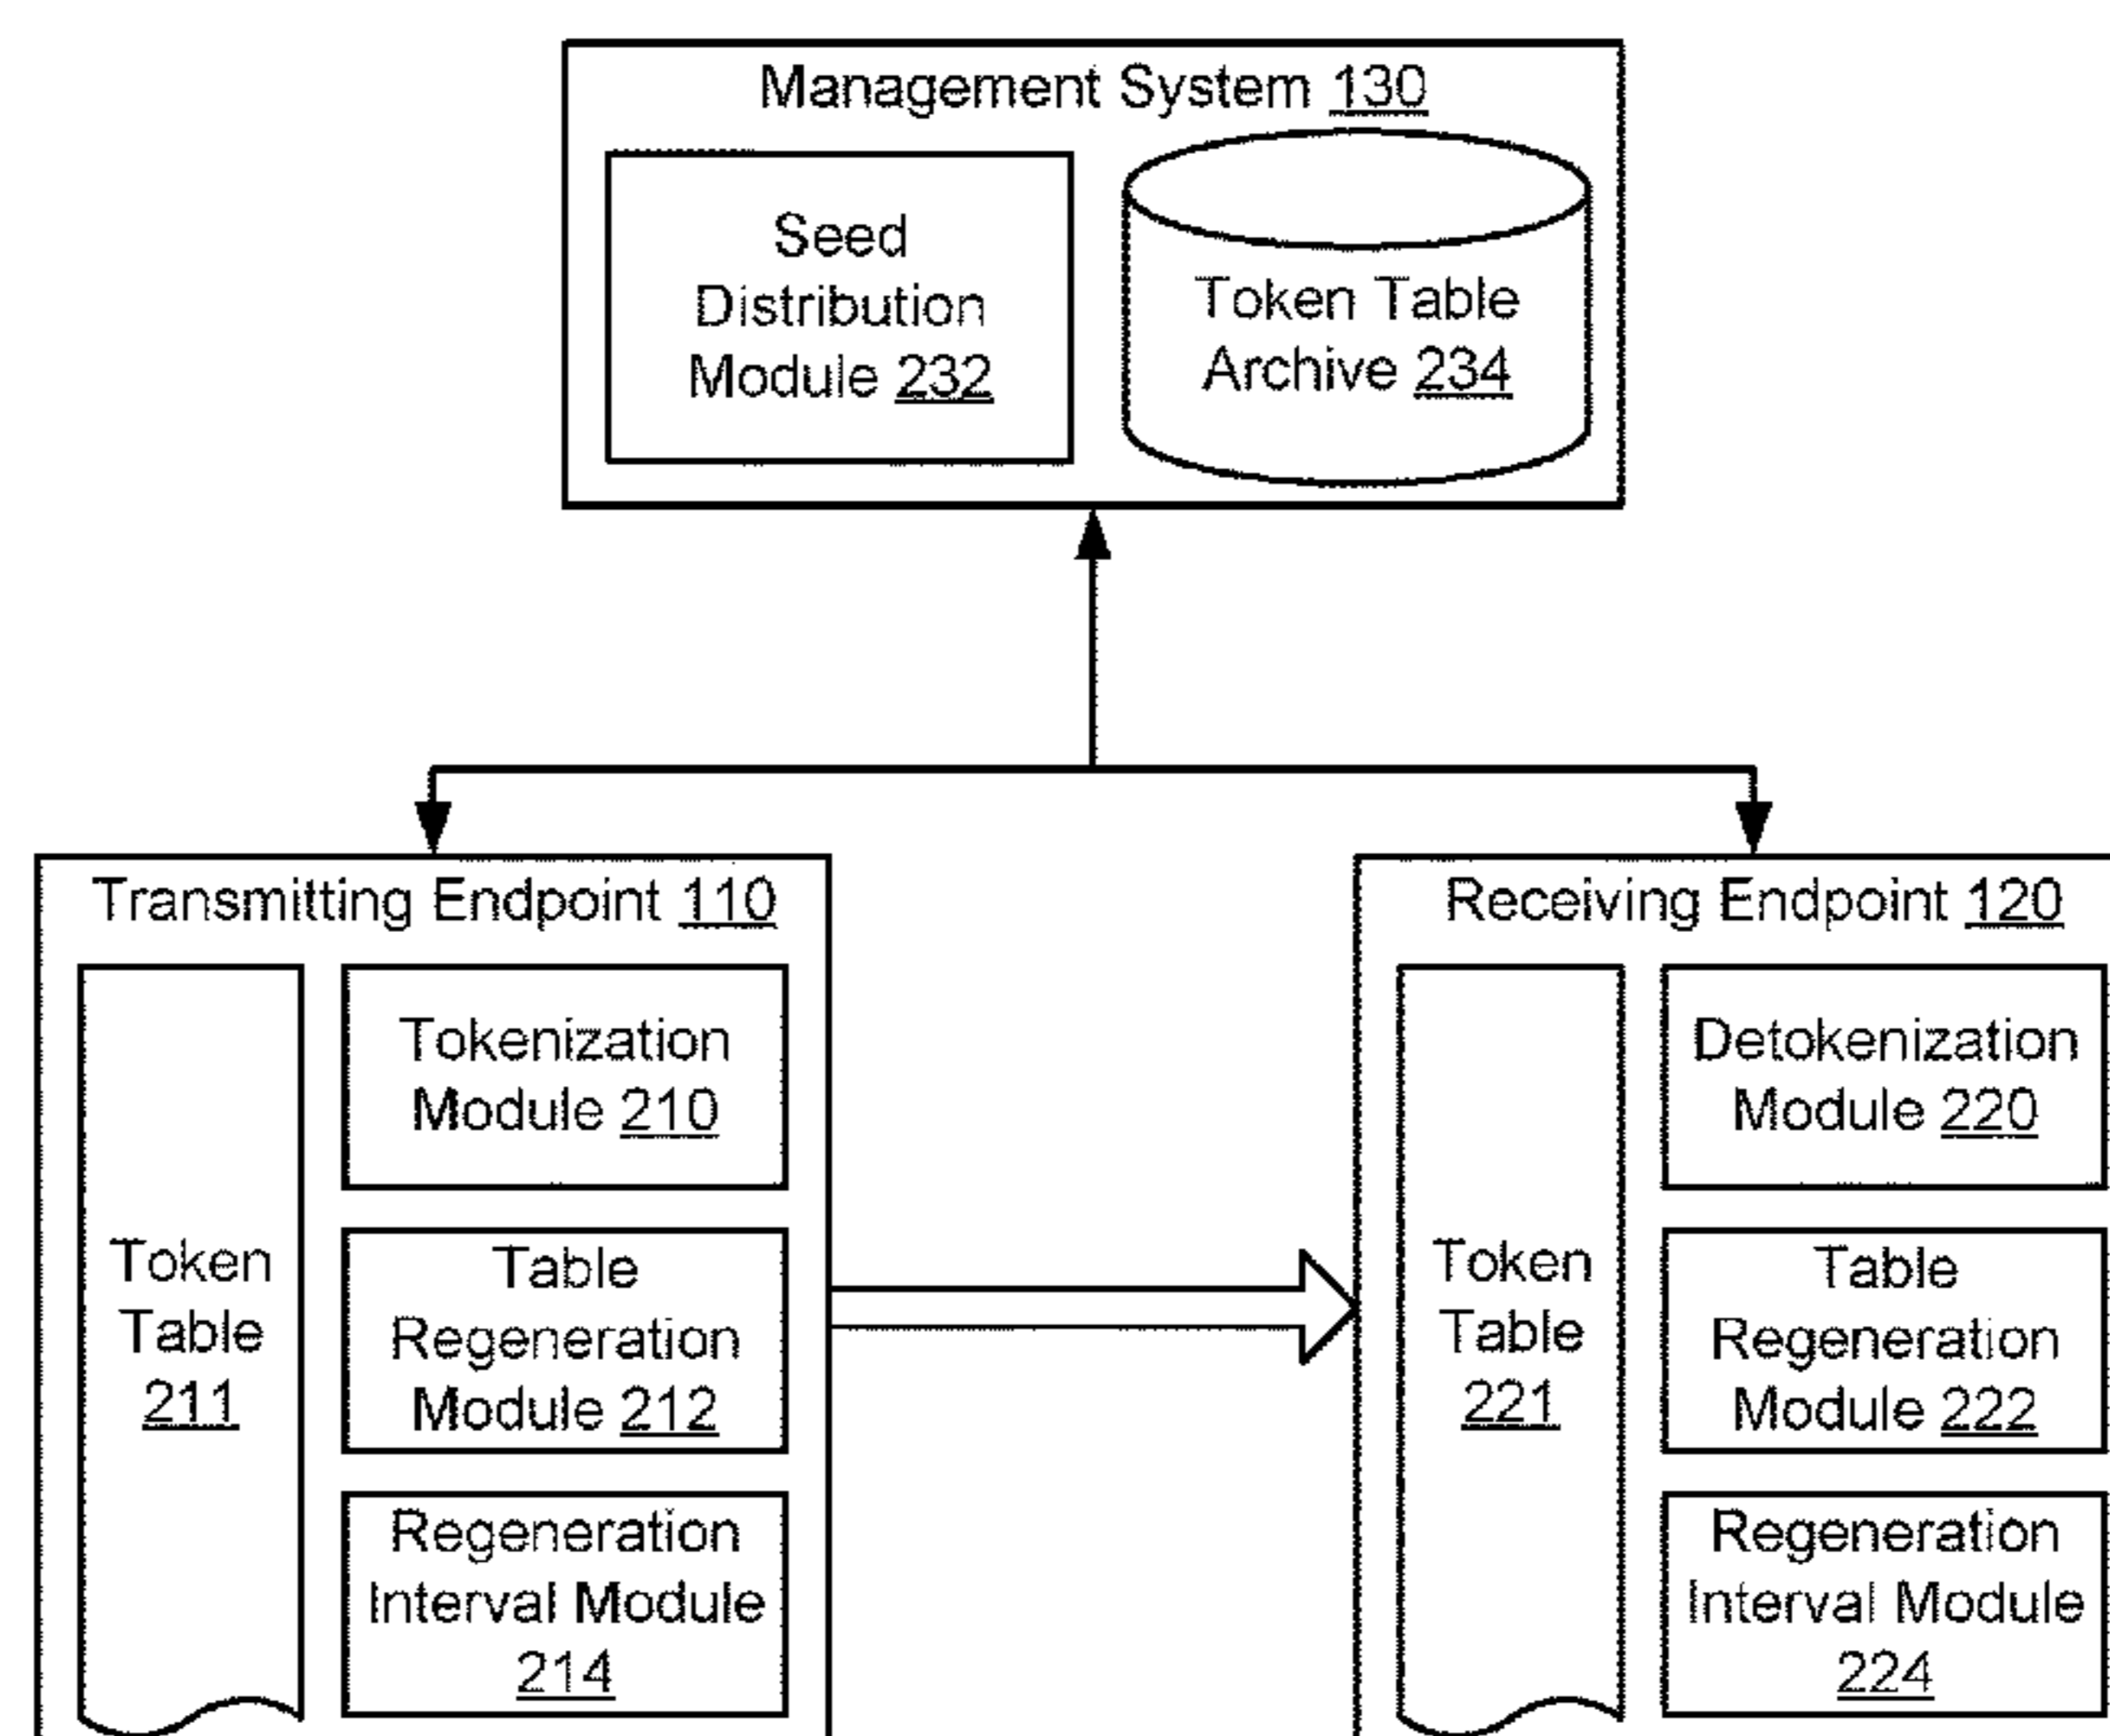 Management System 130
Seed
Distribution
Module 232
Token Table
Archive 234
Transmitting Endpoint 110
Token
Table
211
Tokenization
Module 210
Table
Regeneration
Module 212
Regeneration
Interval Module
214
Receiving Endpoint 120
Token
Table
221
Detokenization
Module 220
Table
Regeneration
Module 222
Regeneration
Interval Module
224